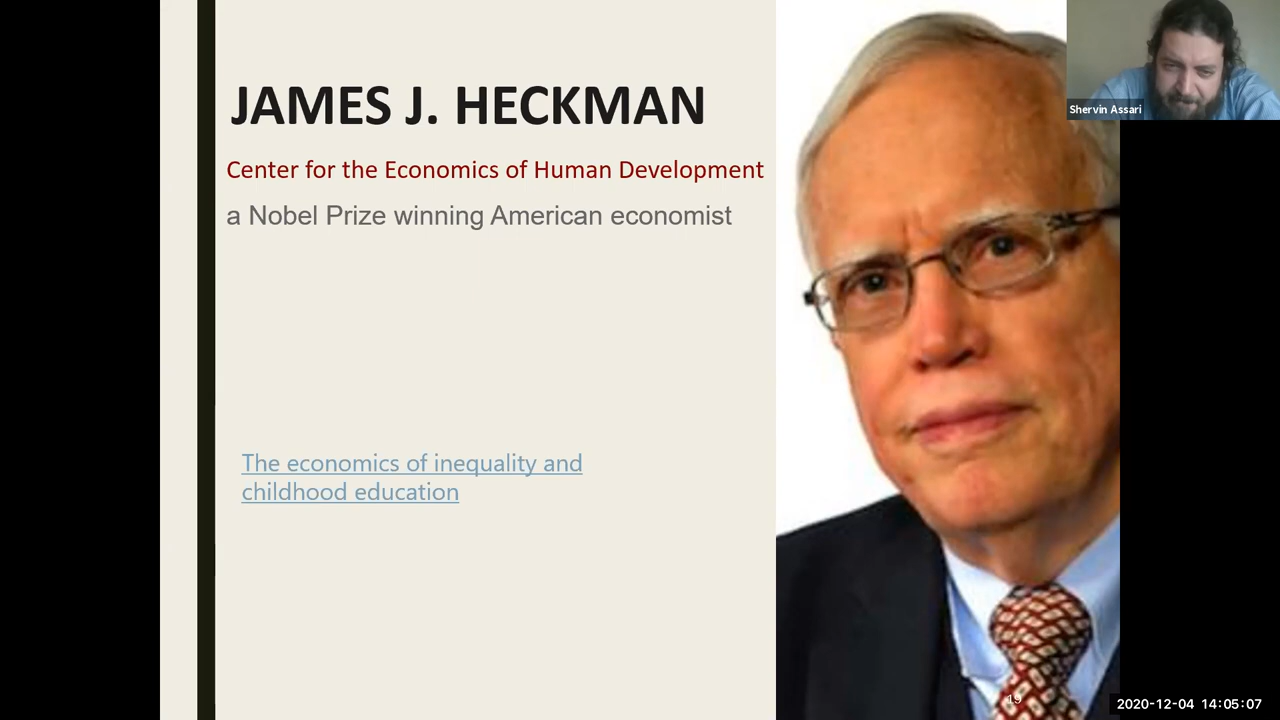 JAMES J. HECKMAN
Center for the Economics of Human Development
a Nobel Prize winning American economist
The economics of inequality and
childhood education
Shervin Assari
19
2020-12-04 14:05:07